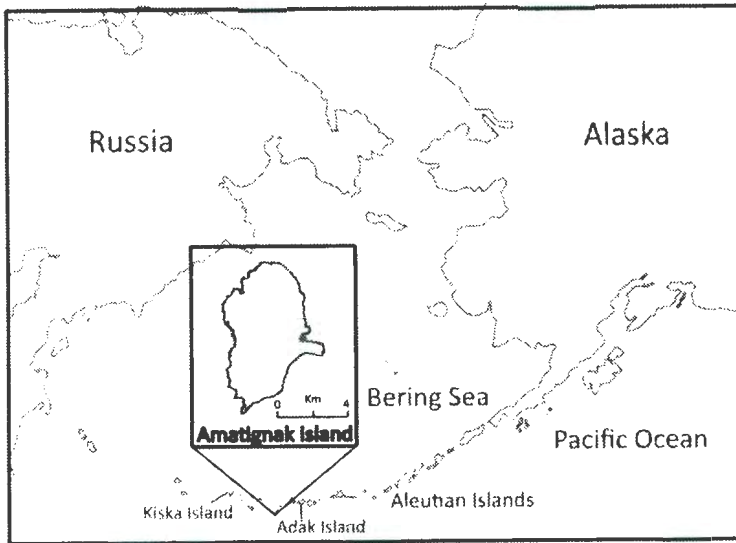 Russia
Alaska
Km
0 4
Amatignak Island
Bering Sea
Pacific Ocean
Aleutian Islands
Kiska Island
Adak Island